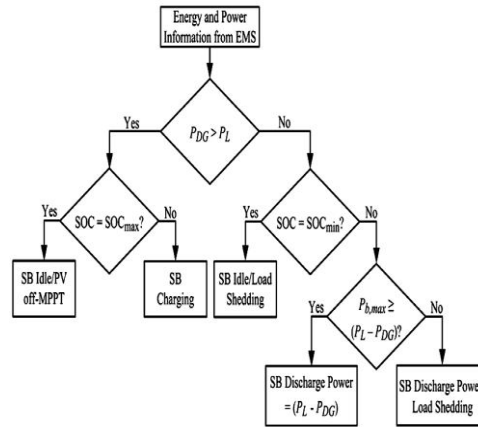 Energy and Power
Information from EMS
Yes
P_DG > P_L
No
Yes
SOC = SOC_max?
No
Yes
SOC = SOC_min?
No
SB Idle/PV
off-MPPT
SB
Charging
SB Idle/Load
Shedding
Yes
P_b,max ≥
(P_L – P_DG)?
No
SB Discharge Power
= (P_L - P_DG)
SB Discharge Power
Load Shedding